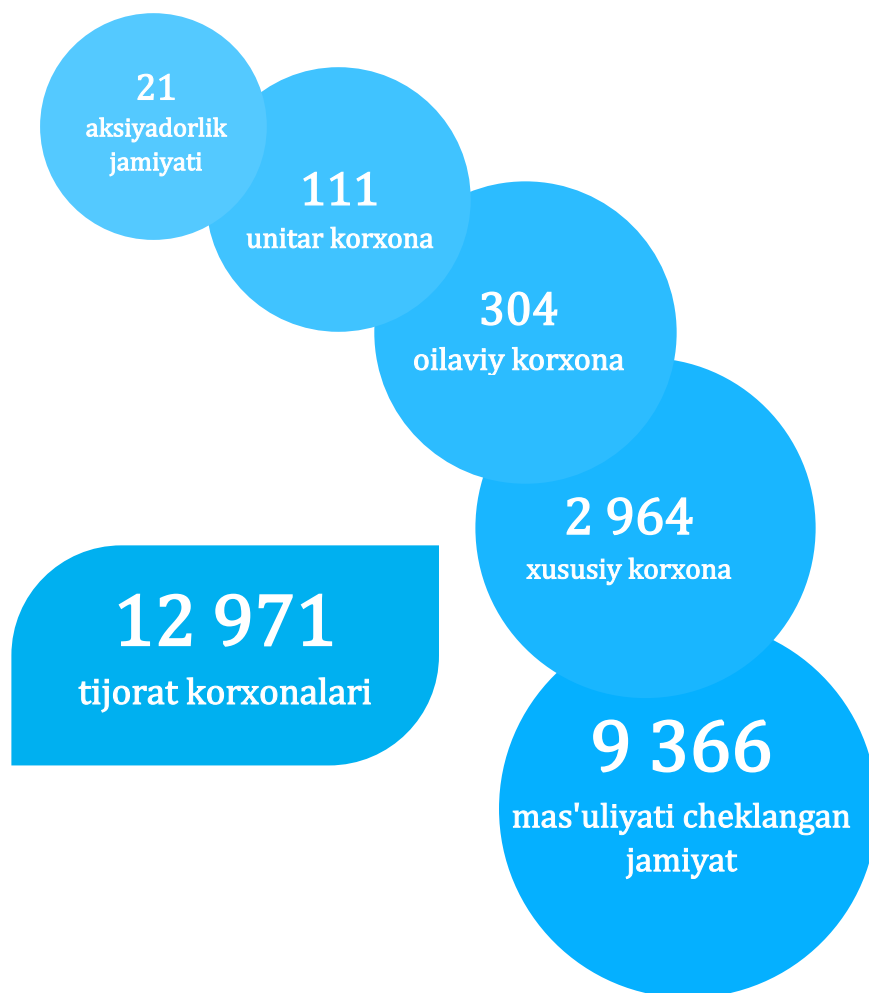 21
aksiyadorlik
jamiyati
111
unitar korxona
304
oilaviy korxona
2 964
xususiy korxona
12 971
tijorat korxonalari
9 366
mas'uliyati cheklangan
jamiyat